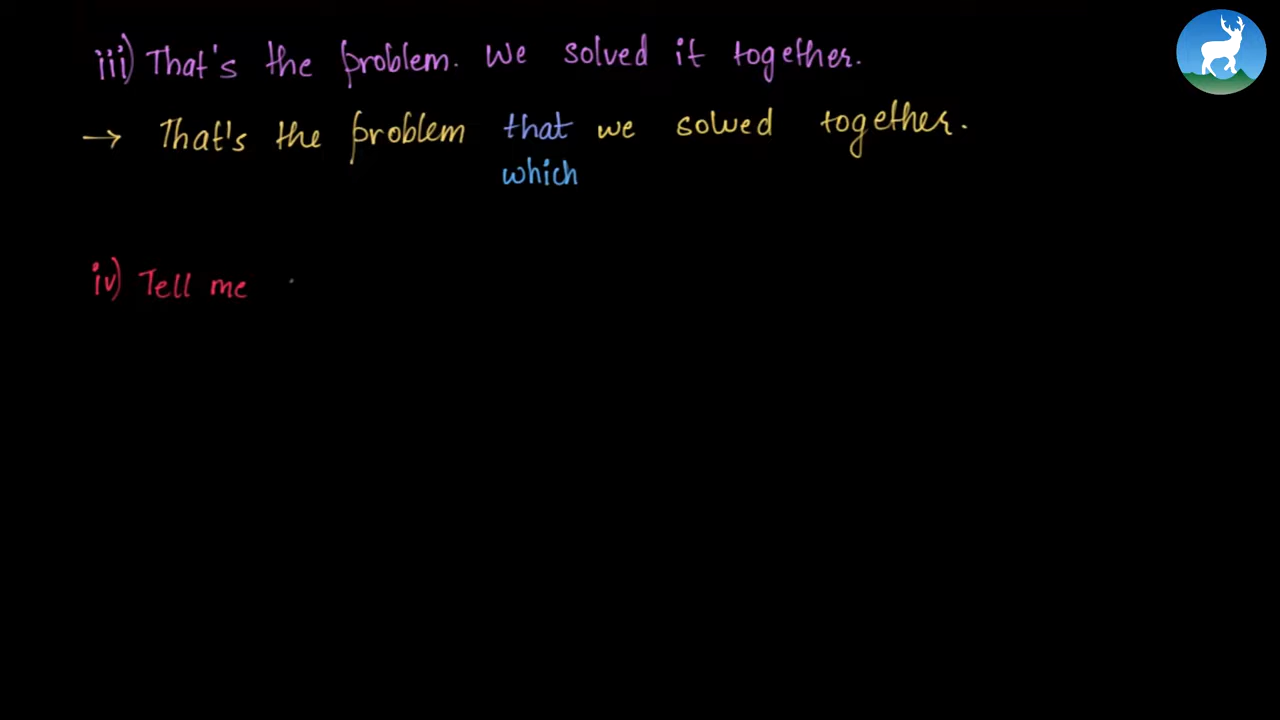 iii) That's the problem. We solved it together.
→ That's the problem that we solved together.
which
iv) Tell me